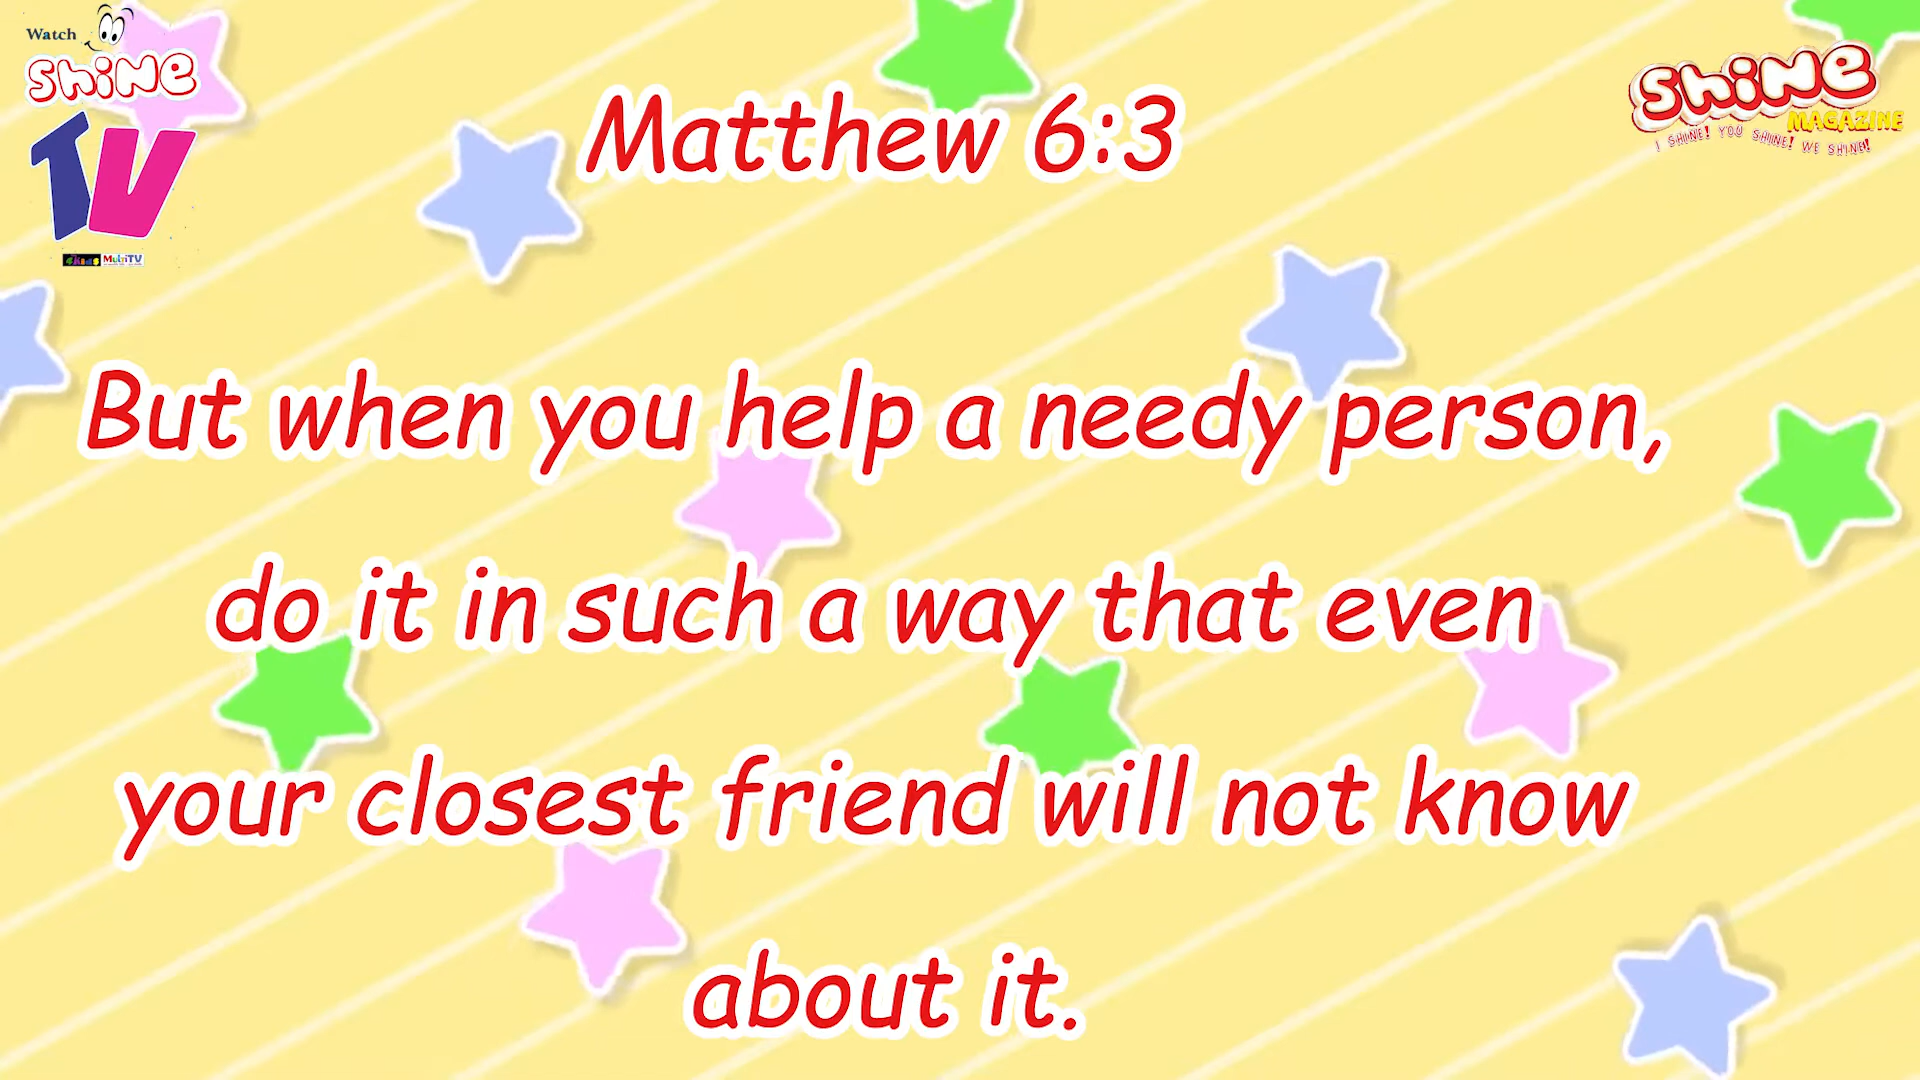 Watch
Shine
TV
MultiTV
Shine
MAGAZINE
I SHINE! YOU SHINE! WE SHINE!
Matthew 6:3
But when you help a needy person,
do it in such a way that even
your closest friend will not know
about it.